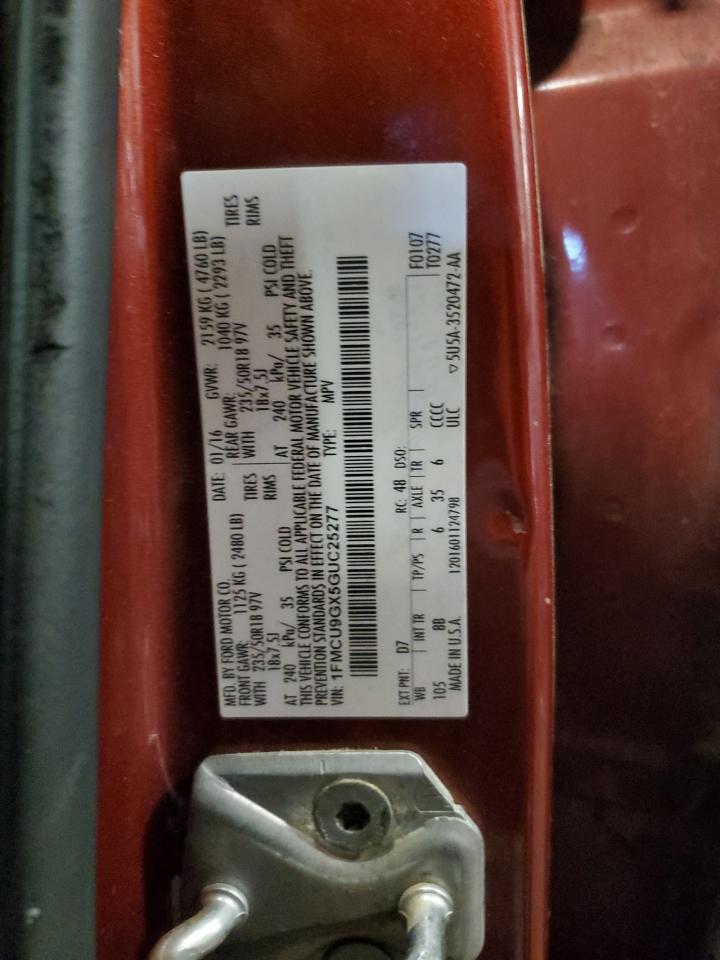 MFD. BY FORD MOTOR CO. DATE: 01/16 GVWR: 2159 KG ( 4760 LB)
FRONT GAWR: 1125 KG ( 2480 LB) REAR GAWR: 1040 KG ( 2293 LB)
WITH 235/50R18 97V TIRES WITH 235/50R18 97V TIRES
18x7.5J RIMS 18x7.5J RIMS
AT 240 kPa/ 35 PSI COLD AT 240 kPa/ 35 PSI COLD
THIS VEHICLE CONFORMS TO ALL APPLICABLE FEDERAL MOTOR VEHICLE SAFETY AND THEFT
PREVENTION STANDARDS IN EFFECT ON THE DATE OF MANUFACTURE SHOWN ABOVE.
VIN: 1FMCU9GX5GUC25277 TYPE: MPV
EXT PNT: D7 RC: 48 DSO: F0107
WB INT TR TP/PS R AXLE TR SPR T0277
105 8B 6 35 6 CCCC
MADE IN U.S.A. 1201601124798 ULC ▽5U5A-3520472-AA